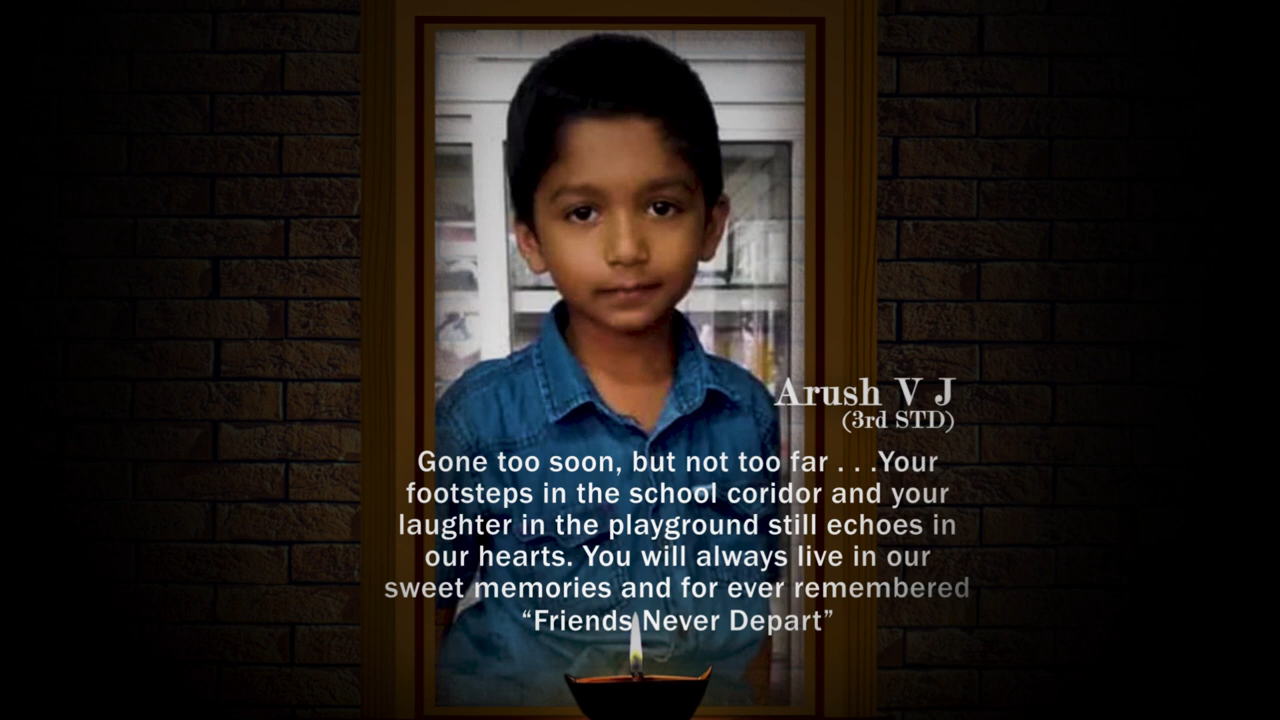 Arush V J
(3rd STD)
Gone too soon, but not too far . . .Your
footsteps in the school coridor and your
laughter in the playground still echoes in
our hearts. You will always live in our
sweet memories and for ever remembered
“Friends Never Depart”